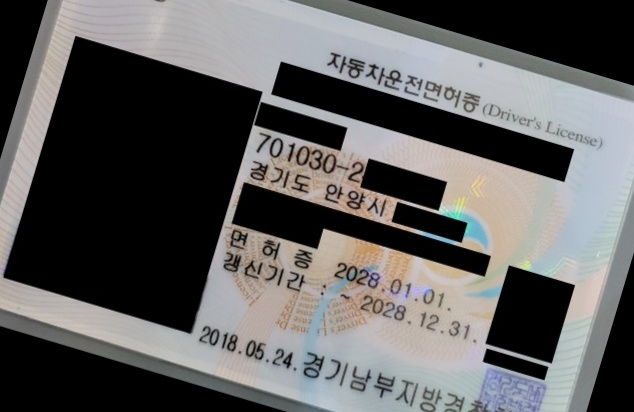 자동차운전면허증 (Driver's License)
701030-2
경기도 안양시
면 허 증 2028.01.01.
갱신기간 : ~ 2028.12.31.
2018.05.24. 경기남부지방경찰